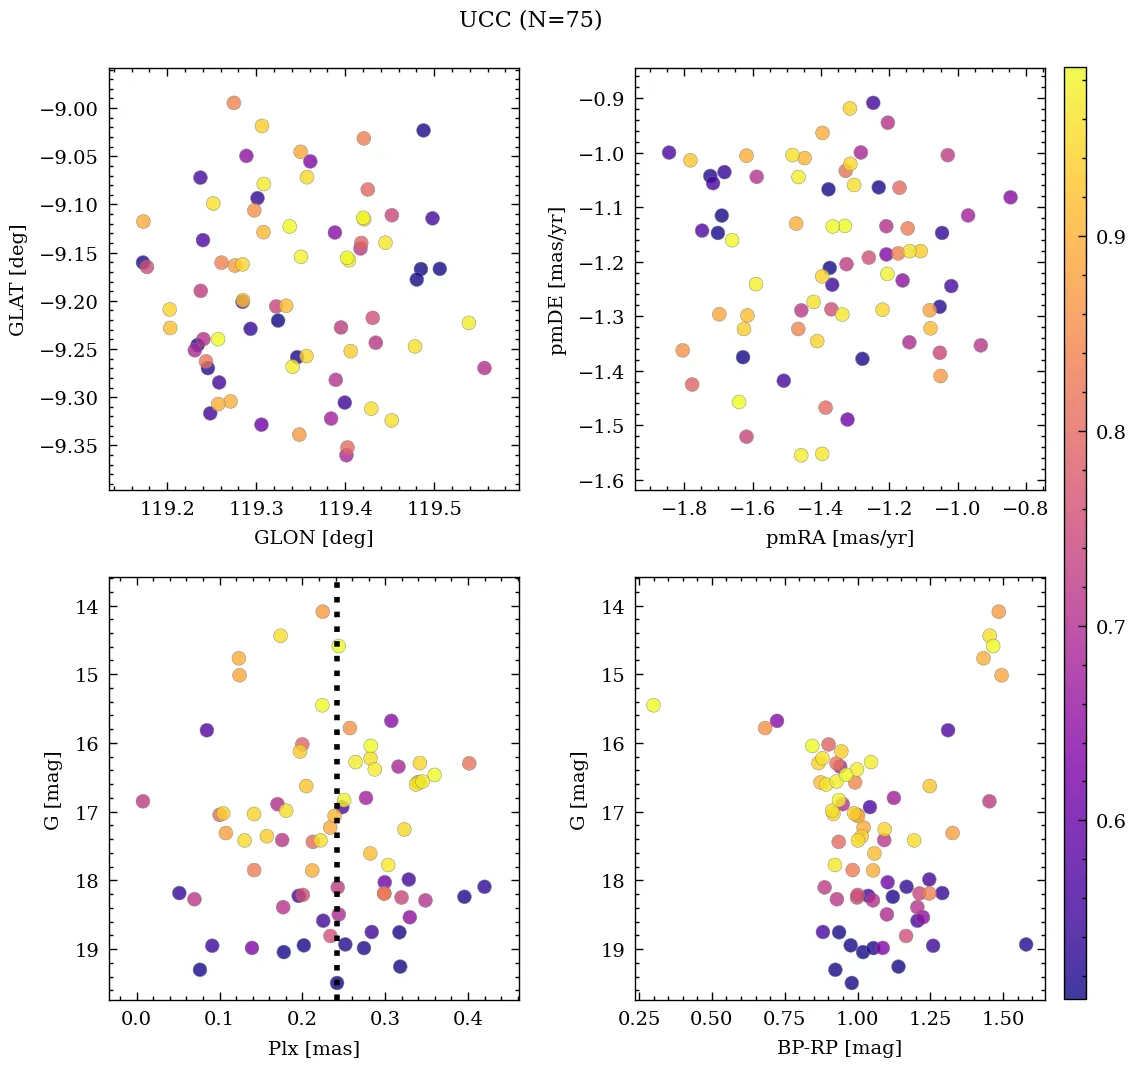 UCC (N=75)
−9.00
−9.05
−9.10
−9.15
−9.20
−9.25
−9.30
−9.35
GLAT [deg]
119.2 119.3 119.4 119.5
GLON [deg]
−0.9
−1.0
−1.1
−1.2
−1.3
−1.4
−1.5
−1.6
pmDE [mas/yr]
−1.8 −1.6 −1.4 −1.2 −1.0 −0.8
pmRA [mas/yr]
14
15
16
17
18
19
G [mag]
0.0 0.1 0.2 0.3 0.4
Plx [mas]
14
15
16
17
18
19
G [mag]
0.25 0.50 0.75 1.00 1.25 1.50
BP-RP [mag]
0.9
0.8
0.7
0.6